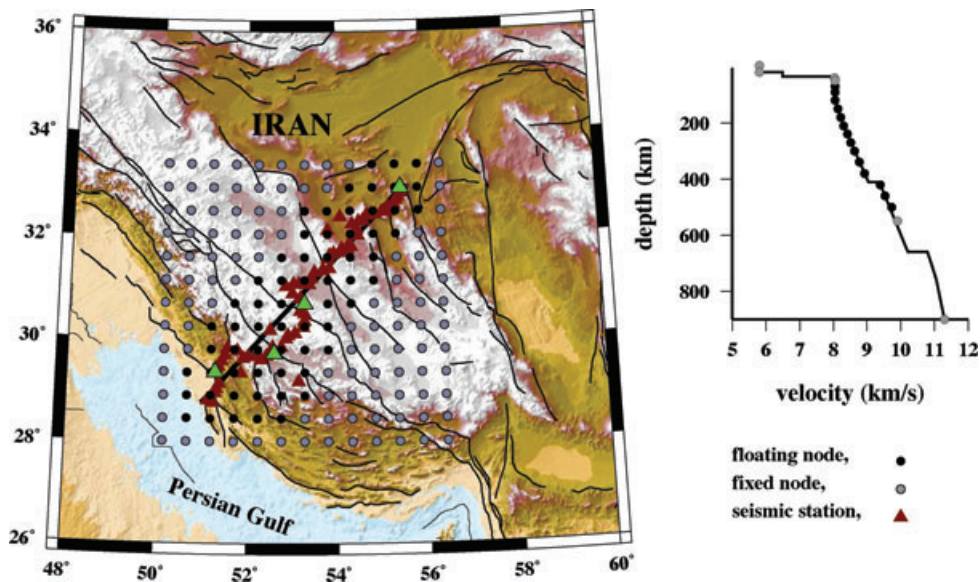 36˚
34˚
32˚
30˚
28˚
26˚
48˚ 50˚ 52˚ 54˚ 56˚ 58˚ 60˚
IRAN
Persian Gulf
200
400
600
800
depth (km)
5 6 7 8 9 10 11 12
velocity (km/s)
floating node,
fixed node,
seismic station,